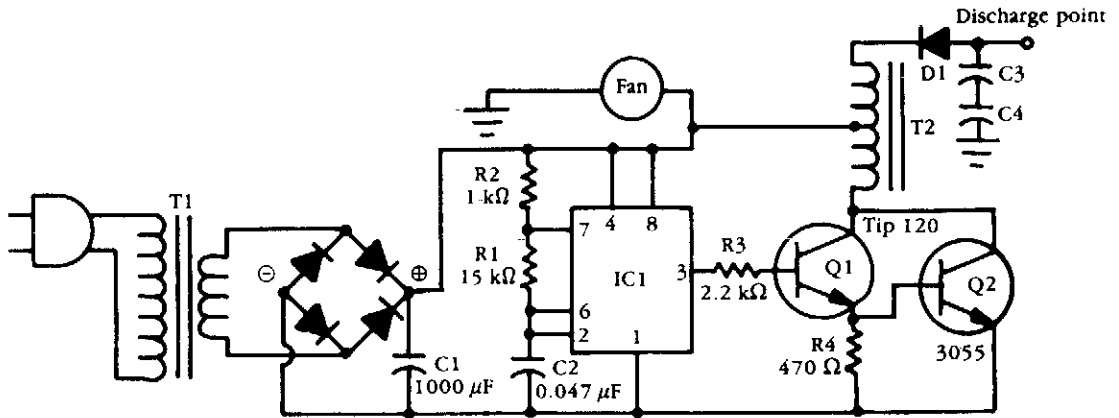 Discharge point
D1
C3
C4
T2
Fan
T1
⊖
⊕
R2
1 kΩ
R1
15 kΩ
7
4
8
6
2
3
1
IC1
C1
1000 μF
C2
0.047 μF
R3
2.2 kΩ
Tip 120
Q1
Q2
R4
470 Ω
3055